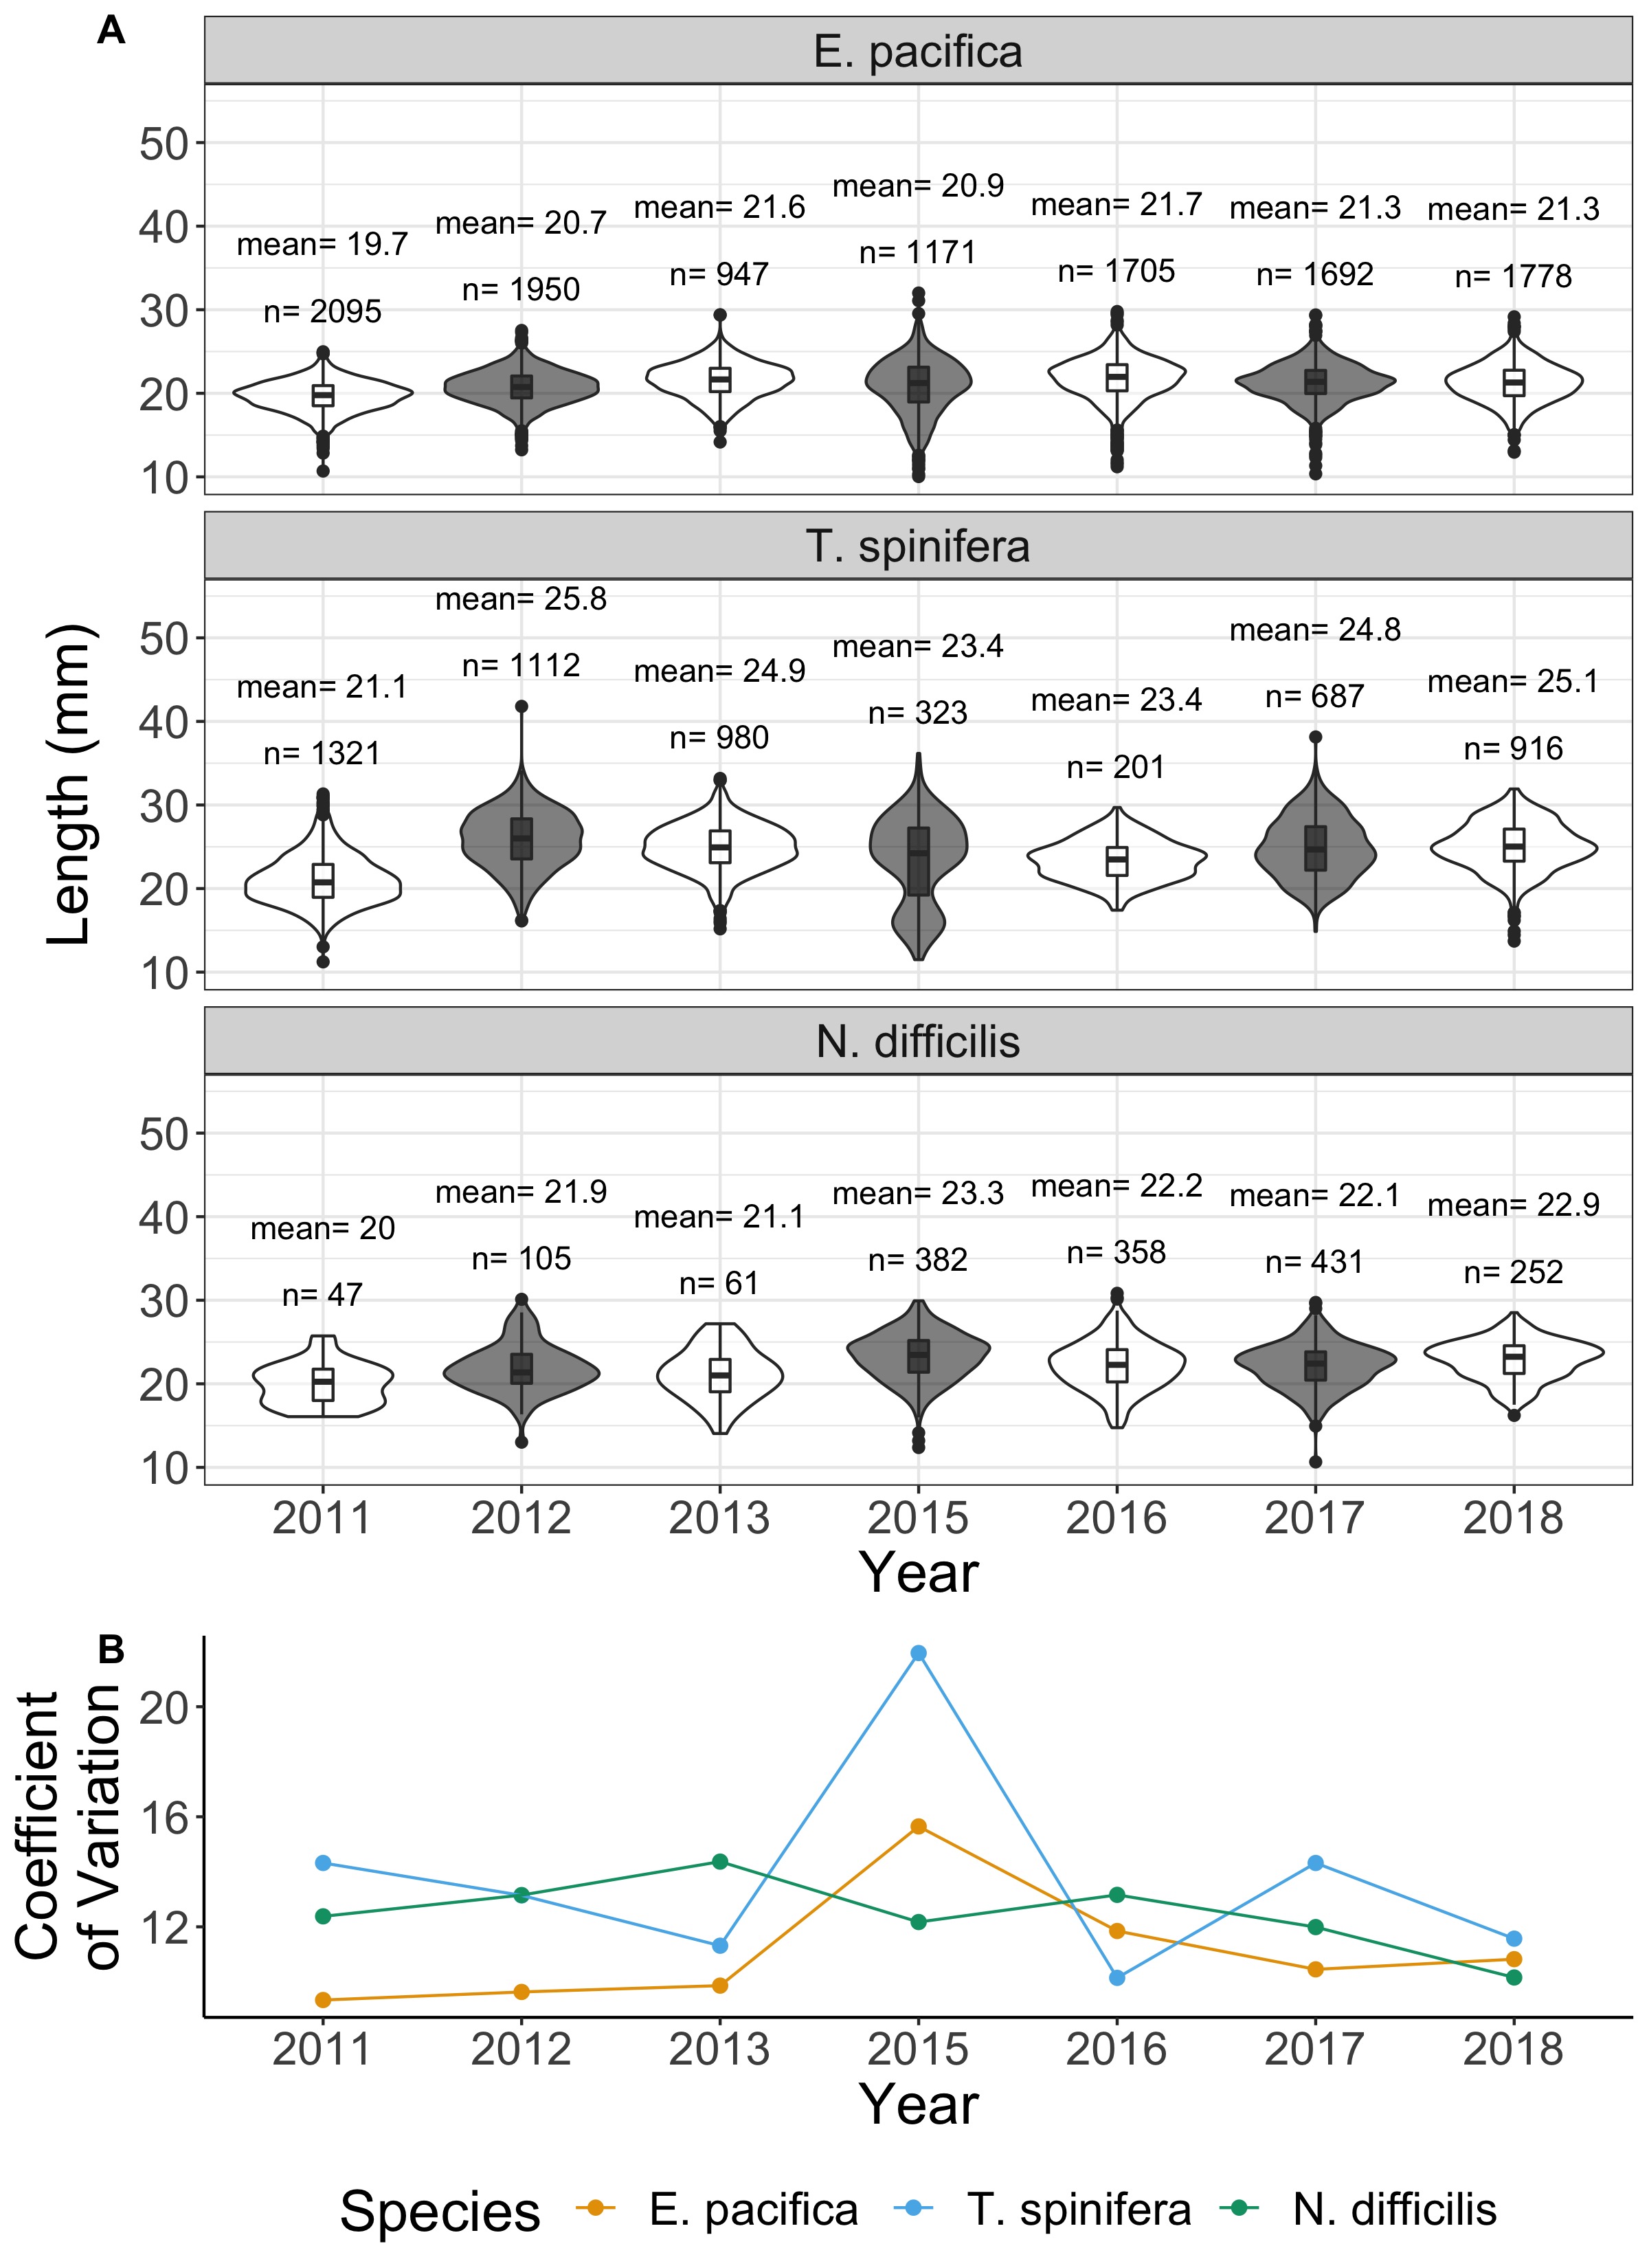 A
E. pacifica
50
40
30
20
10
mean= 19.7
n= 2095
mean= 20.7
n= 1950
mean= 21.6
n= 947
mean= 20.9
n= 1171
mean= 21.7
n= 1705
mean= 21.3
n= 1692
mean= 21.3
n= 1778
T. spinifera
Length (mm)
50
40
30
20
10
mean= 21.1
n= 1321
mean= 25.8
n= 1112
mean= 24.9
n= 980
mean= 23.4
n= 323
mean= 23.4
n= 201
mean= 24.8
n= 687
mean= 25.1
n= 916
N. difficilis
50
40
30
20
10
mean= 20
n= 47
mean= 21.9
n= 105
mean= 21.1
n= 61
mean= 23.3
n= 382
mean= 22.2
n= 358
mean= 22.1
n= 431
mean= 22.9
n= 252
2011 2012 2013 2015 2016 2017 2018
Year
B
Coefficient
of Variation
20
16
12
2011 2012 2013 2015 2016 2017 2018
Year
Species E. pacifica T. spinifera N. difficilis